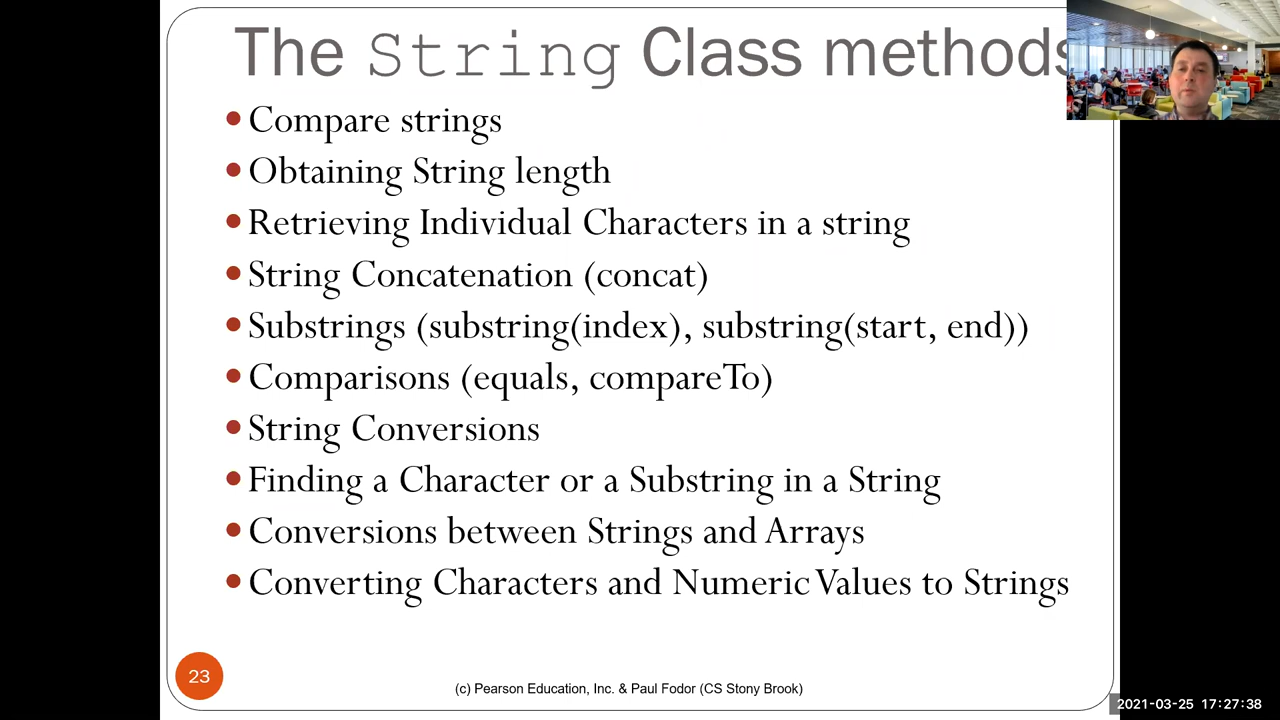 The String Class methods
Compare strings
Obtaining String length
Retrieving Individual Characters in a string
String Concatenation (concat)
Substrings (substring(index), substring(start, end))
Comparisons (equals, compareTo)
String Conversions
Finding a Character or a Substring in a String
Conversions between Strings and Arrays
Converting Characters and Numeric Values to Strings
23
(c) Pearson Education, Inc. & Paul Fodor (CS Stony Brook)
2021-03-25 17:27:38